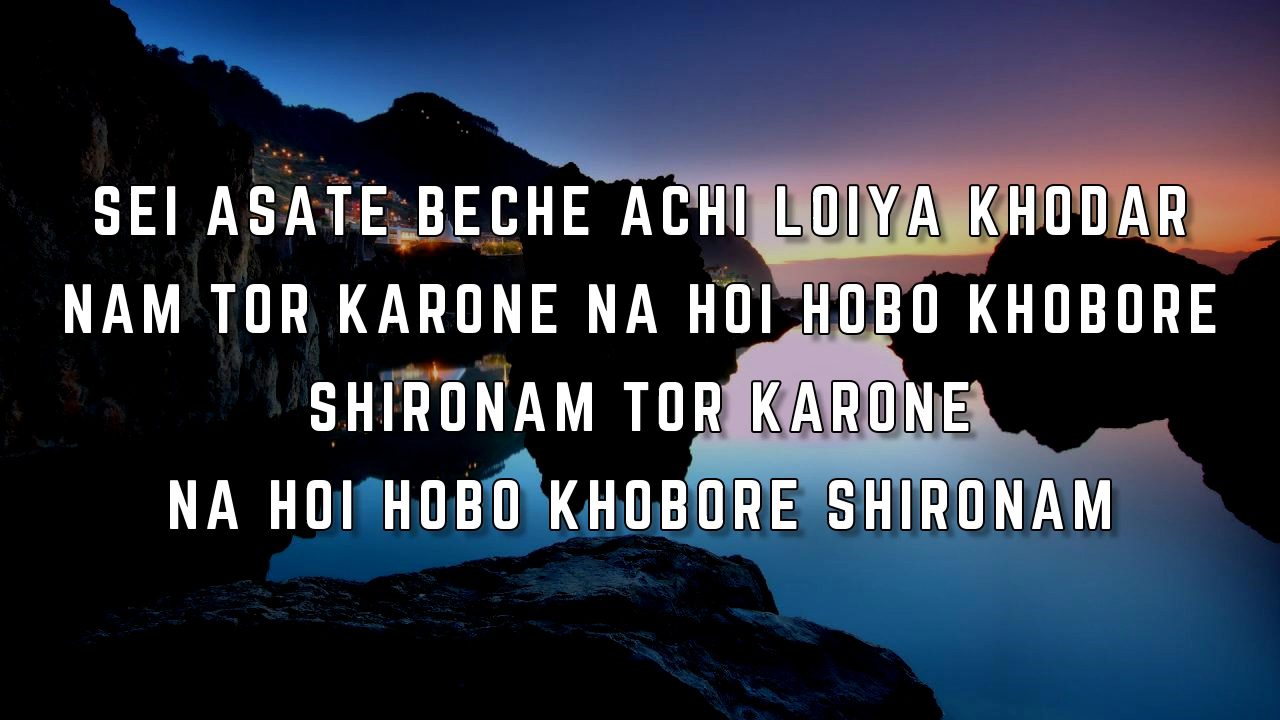 SEI ASATE BECHE ACHI LOIYA KHODAR
NAM TOR KARONE NA HOI HOBO KHOBORE
SHIRONAM TOR KARONE
NA HOI HOBO KHOBORE SHIRONAM